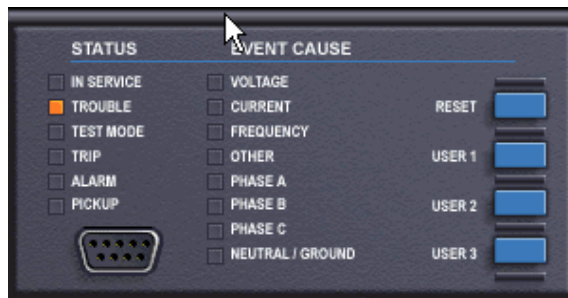 STATUS EVENT CAUSE
IN SERVICE VOLTAGE
TROUBLE CURRENT RESET
TEST MODE FREQUENCY
TRIP OTHER USER 1
ALARM PHASE A
PICKUP PHASE B USER 2
PHASE C
NEUTRAL / GROUND USER 3